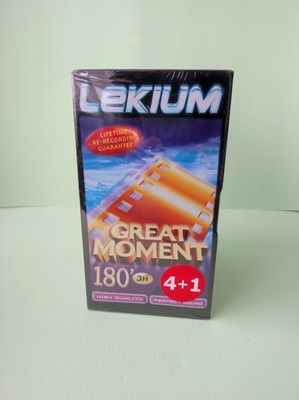 LEKIUM
LIFETIME
RE-RECORDING
GUARANTEE
GREAT
MOMENT
180' 3H
4+1
HIGH QUALITY
PERFECT SOUND